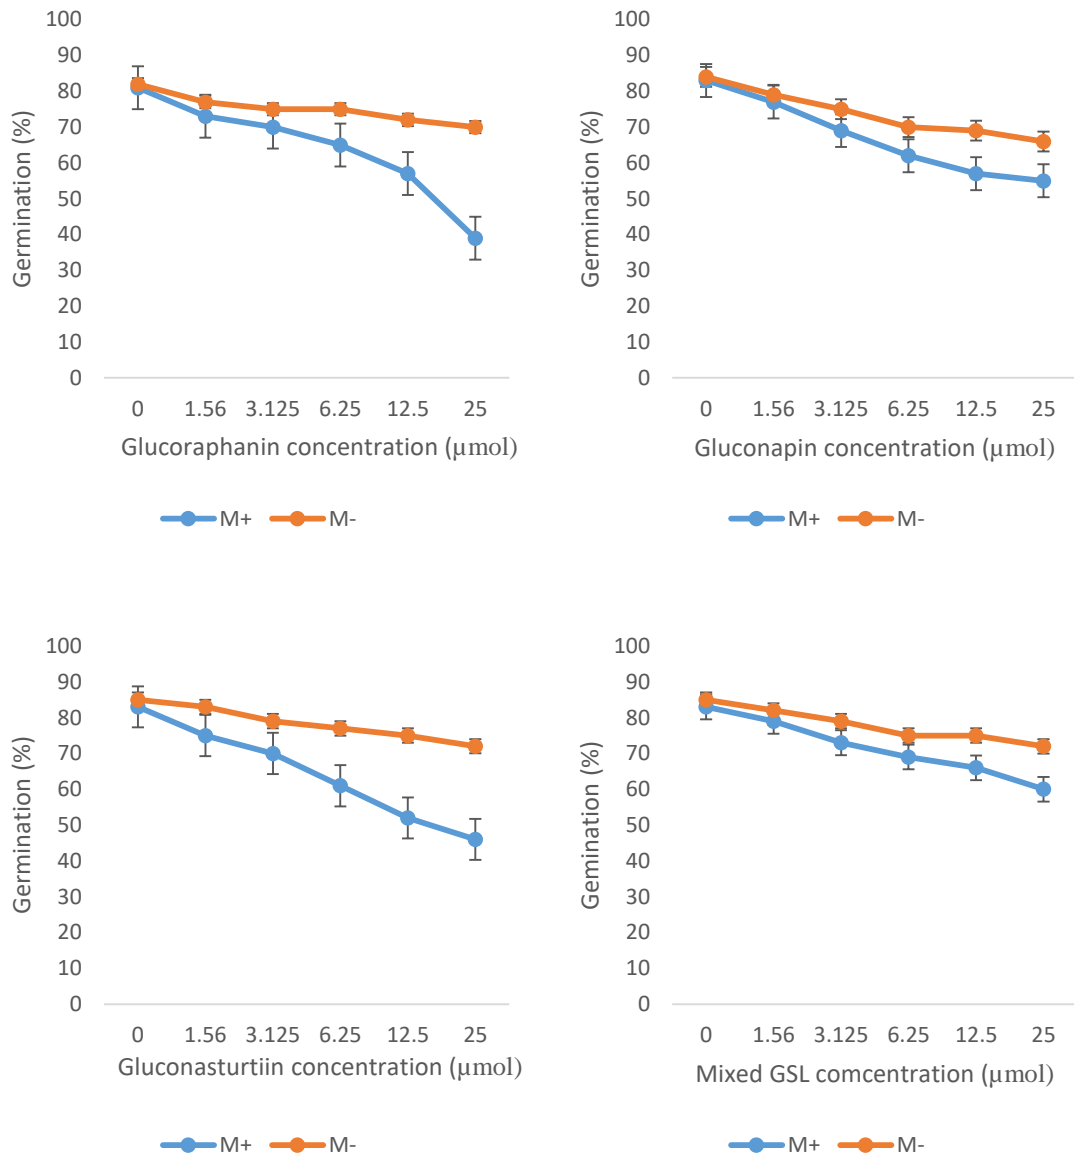 100
90
80
70
60
50
40
30
20
10
0
Germination (%)
0 1.56 3.125 6.25 12.5 25
Glucoraphanin concentration (µmol)
M+ M-
100
90
80
70
60
50
40
30
20
10
0
Germination (%)
0 1.56 3.125 6.25 12.5 25
Gluconapin concentration (µmol)
M+ M-
100
90
80
70
60
50
40
30
20
10
0
Germination (%)
0 1.56 3.125 6.25 12.5 25
Gluconasturtiin concentration (µmol)
M+ M-
100
90
80
70
60
50
40
30
20
10
0
Gemination (%)
0 1.56 3.125 6.25 12.5 25
Mixed GSL comcentration (µmol)
M+ M-